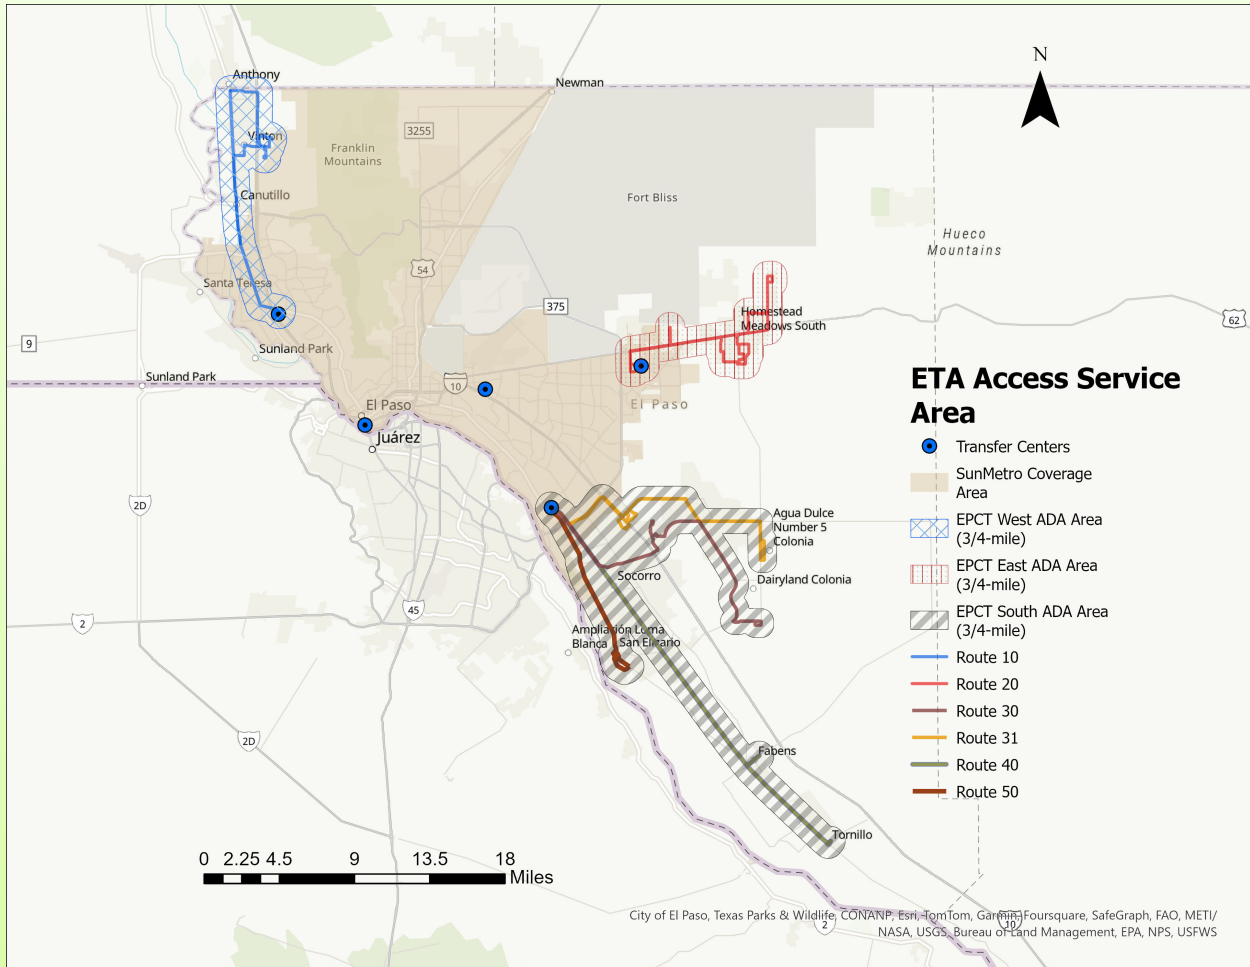 N
Anthony
Newman
3255
Vinton
Franklin
Mountains
Canutillo
Fort Bliss
Hueco
Mountains
54
Santa Teresa
375
Homestead
Meadows South
62
9
Sunland Park
Sunland Park
10
El Paso
El Paso
Juárez
ETA Access Service
Area
Transfer Centers
SunMetro Coverage
Area
EPCT West ADA Area
(3/4-mile)
EPCT East ADA Area
(3/4-mile)
EPCT South ADA Area
(3/4-mile)
Route 10
Route 20
Route 30
Route 31
Route 40
Route 50
2D
Agua Dulce
Number 5
Colonia
Socorro
Dairyland Colonia
45
2
Ampliación Loma
Blanca
San Elizario
2D
Fabens
Tornillo
0 2.25 4.5 9 13.5 18
Miles
City of El Paso, Texas Parks & Wildlife, CONANP, Esri, TomTom, Garmin, Foursquare, SafeGraph, FAO, METI/
NASA, USGS, Bureau of Land Management, EPA, NPS, USFWS
2
10